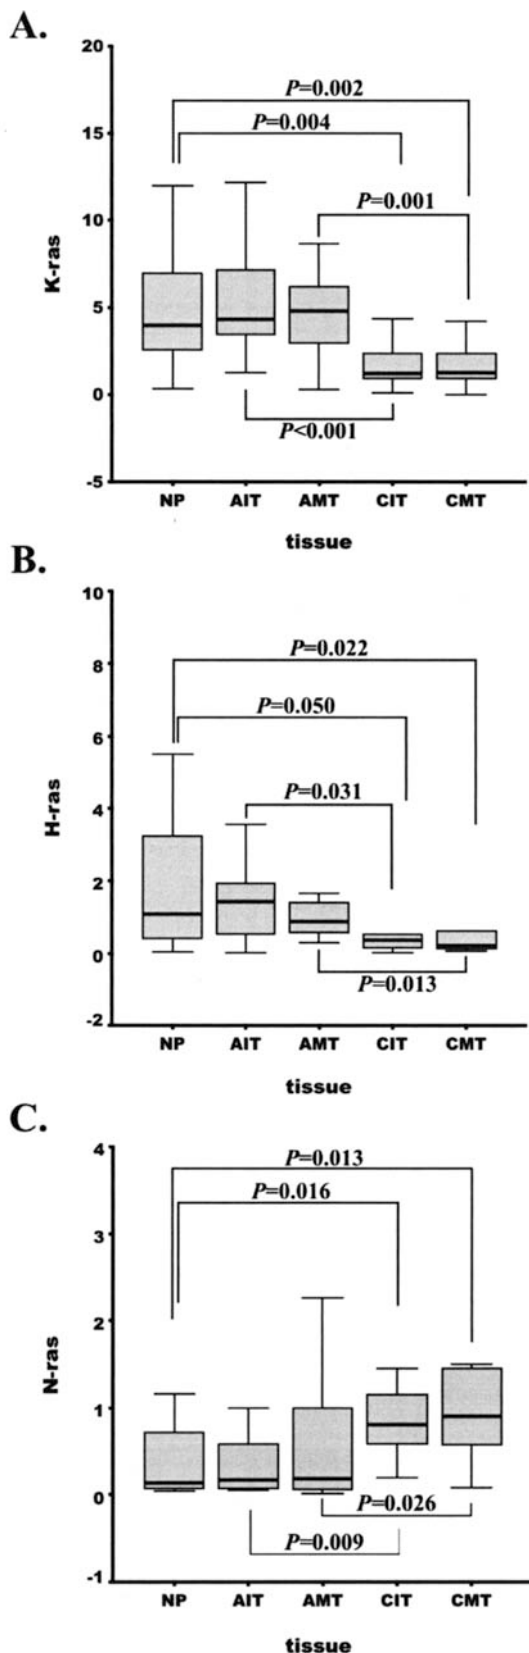 A.
20
P=0.002
15
P=0.004
10
P=0.001
K-ras
5
0
P<0.001
-5
NP AIT AMT CIT CMT
tissue
B.
10
8
P=0.022
6
P=0.050
4
P=0.031
H-ras
2
0
P=0.013
-2
NP AIT AMT CIT CMT
tissue
C.
4
P=0.013
P=0.016
3
2
N-ras
1
0
P=0.026
P=0.009
-1
NP AIT AMT CIT CMT
tissue